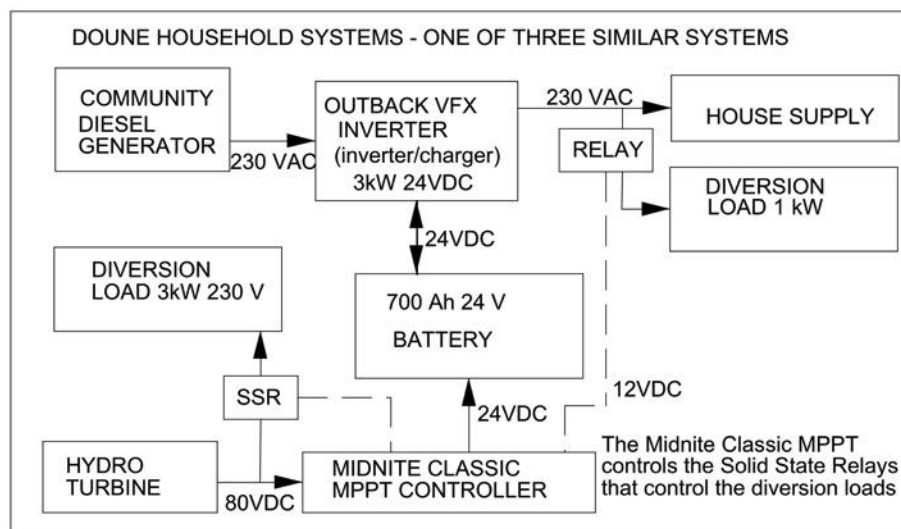 DOUNE HOUSEHOLD SYSTEMS - ONE OF THREE SIMILAR SYSTEMS
COMMUNITY
DIESEL
GENERATOR
230 VAC
OUTBACK VFX
INVERTER
(inverter/charger)
3kW 24VDC
230 VAC
HOUSE SUPPLY
RELAY
DIVERSION
LOAD 1 kW
24VDC
DIVERSION
LOAD 3kW 230 V
700 Ah 24 V
BATTERY
SSR
24VDC
12VDC
HYDRO
TURBINE
80VDC
MIDNITE CLASSIC
MPPT CONTROLLER
The Midnite Classic MPPT
controls the Solid State Relays
that control the diversion loads